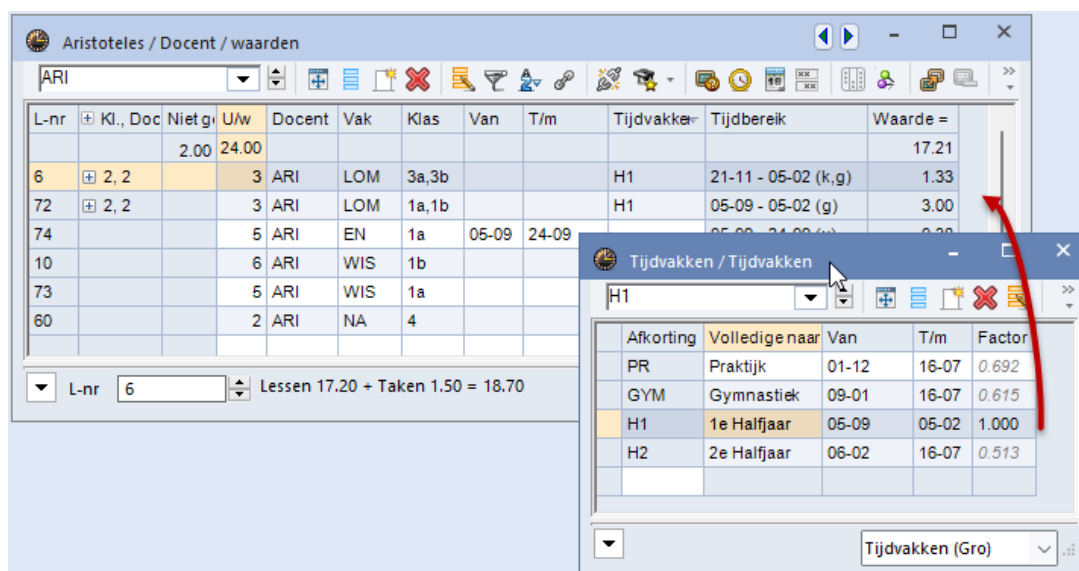 Aristoteles / Docent / waarden
ARI
L-nr Kl., Doc Niet g U/w Docent Vak Klas Van T/m Tijdvakke Tijdbereik Waarde =
2.00 24.00 17.21
6 2, 2 3 ARI LOM 3a,3b H1 21-11 - 05-02 (k,g) 1.33
72 2, 2 3 ARI LOM 1a,1b H1 05-09 - 05-02 (g) 3.00
74 5 ARI EN 1a 05-09 24-09
10 6 ARI WIS 1b
73 5 ARI WIS 1a
60 2 ARI NA 4
L-nr 6 Lessen 17.20 + Taken 1.50 = 18.70
Tijdvakken / Tijdvakken
H1
Afkorting Volledige naar Van T/m Factor
PR Praktijk 01-12 16-07 0.692
GYM Gymnastiek 09-01 16-07 0.615
H1 1e Halfjaar 05-09 05-02 1.000
H2 2e Halfjaar 06-02 16-07 0.513
Tijdvakken (Gro)